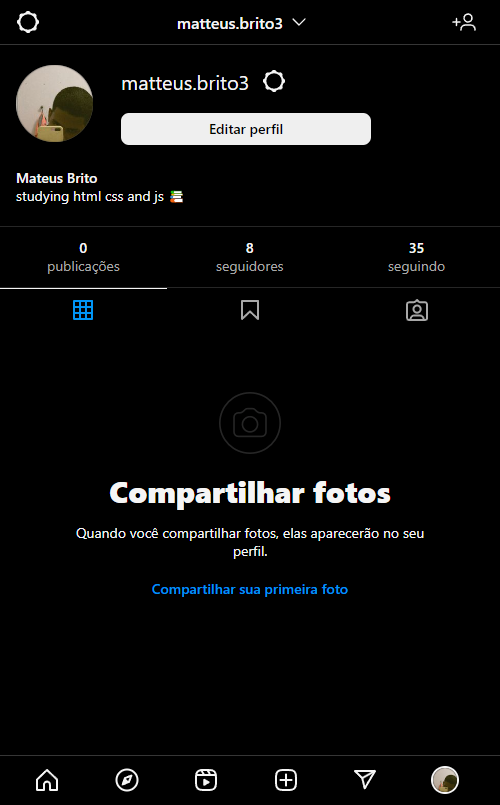 matteus.brito3
matteus.brito3
Editar perfil
Mateus Brito
studying html css and js 📚
0 8 35
publicações seguidores seguindo
Compartilhar fotos
Quando você compartilhar fotos, elas aparecerão no seu
perfil.
Compartilhar sua primeira foto